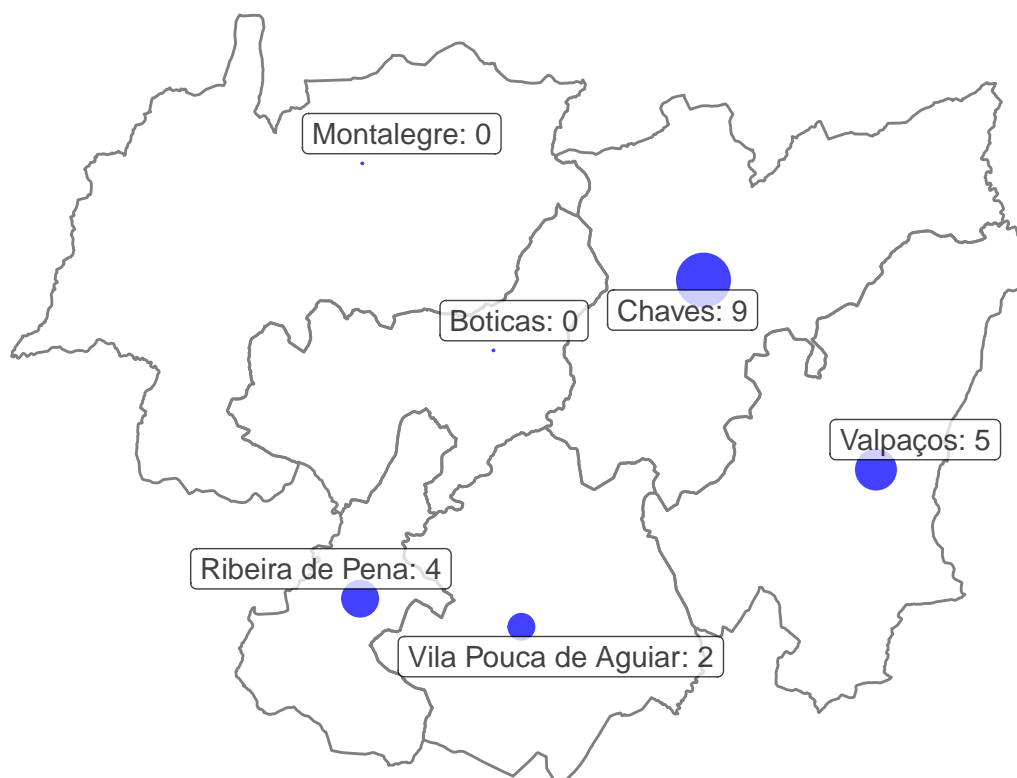 Montalegre: 0
Chaves: 9
Boticas: 0
Valpaços: 5
Ribeira de Pena: 4
Vila Pouca de Aguiar: 2